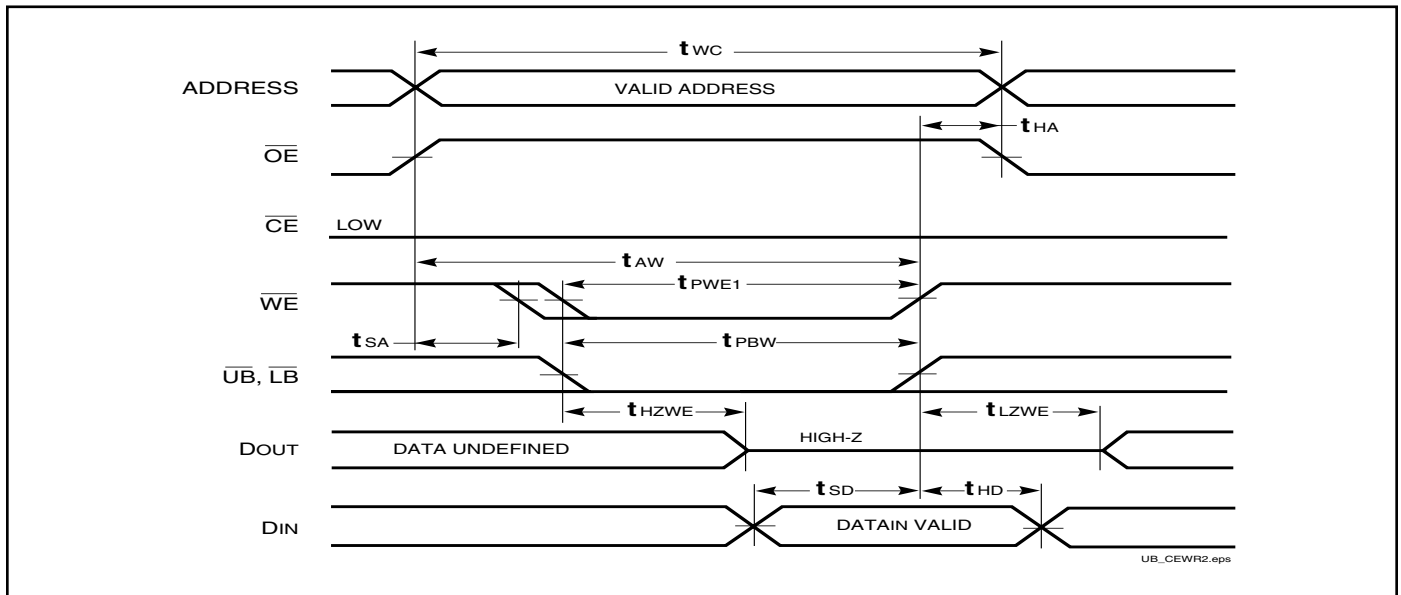 tWC
ADDRESS
VALID ADDRESS
tHA
OE
CE
LOW
tAW
WE
tPWE1
tSA
tPBW
UB, LB
tHZWE
tLZWE
DOUT
DATA UNDEFINED
HIGH-Z
tSD
tHD
DIN
DATAIN VALID
UB_CEWR2.eps